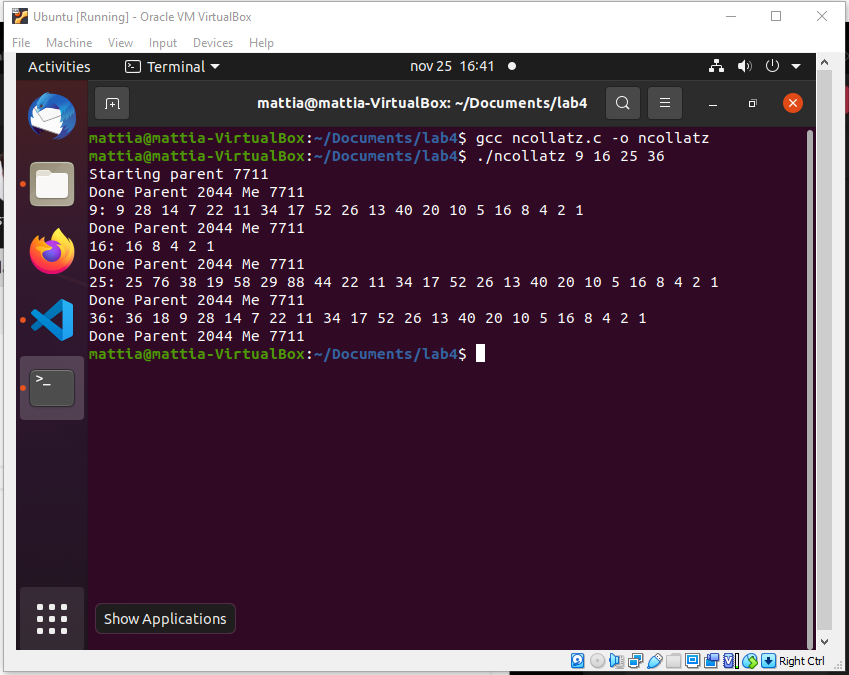 Ubuntu [Running] - Oracle VM VirtualBox
File Machine View Input Devices Help
Activities Terminal nov 25 16:41
mattia@mattia-VirtualBox: ~/Documents/lab4
mattia@mattia-VirtualBox:~/Documents/lab4$ gcc ncollatz.c -o ncollatz
mattia@mattia-VirtualBox:~/Documents/lab4$ ./ncollatz 9 16 25 36
Starting parent 7711
Done Parent 2044 Me 7711
9: 9 28 14 7 22 11 34 17 52 26 13 40 20 10 5 16 8 4 2 1
Done Parent 2044 Me 7711
16: 16 8 4 2 1
Done Parent 2044 Me 7711
25: 25 76 38 19 58 29 88 44 22 11 34 17 52 26 13 40 20 10 5 16 8 4 2 1
Done Parent 2044 Me 7711
36: 36 18 9 28 14 7 22 11 34 17 52 26 13 40 20 10 5 16 8 4 2 1
Done Parent 2044 Me 7711
mattia@mattia-VirtualBox:~/Documents/lab4$
>_
Show Applications
Right Ctrl